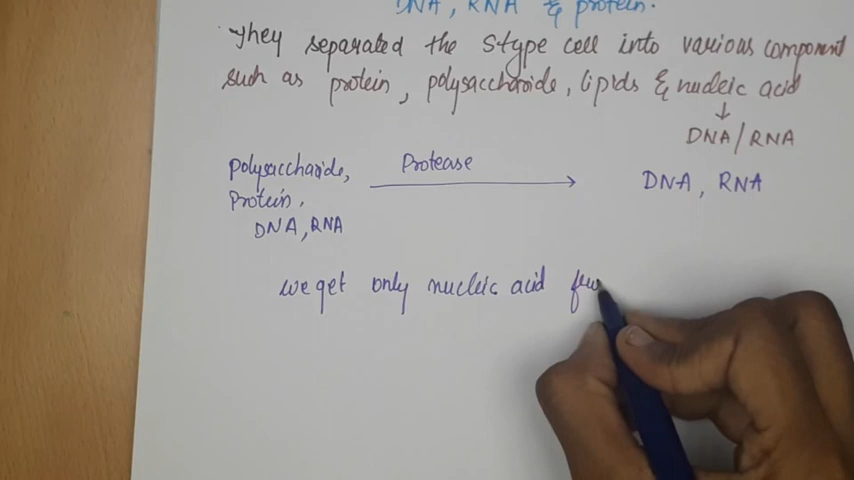 DNA, RNA & protein.
They separated the S type cell into various component
such as protein, polysaccharide, lipids & nucleic acid
↓
DNA/RNA
polysaccharide, Protease → DNA, RNA
Protein,
DNA, RNA
we get only nucleic acid few